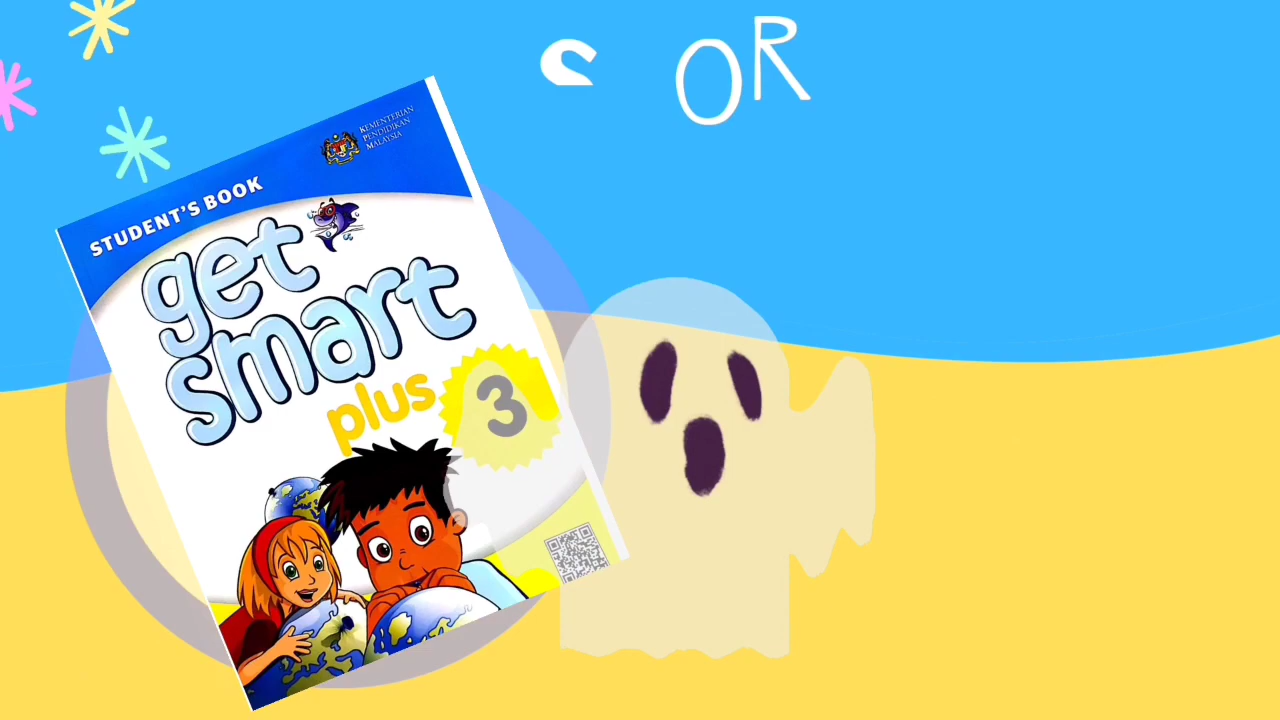 OR
KEMENTERIAN
PENDIDIKAN
MALAYSIA
STUDENT'S BOOK
get
smart
plus 3